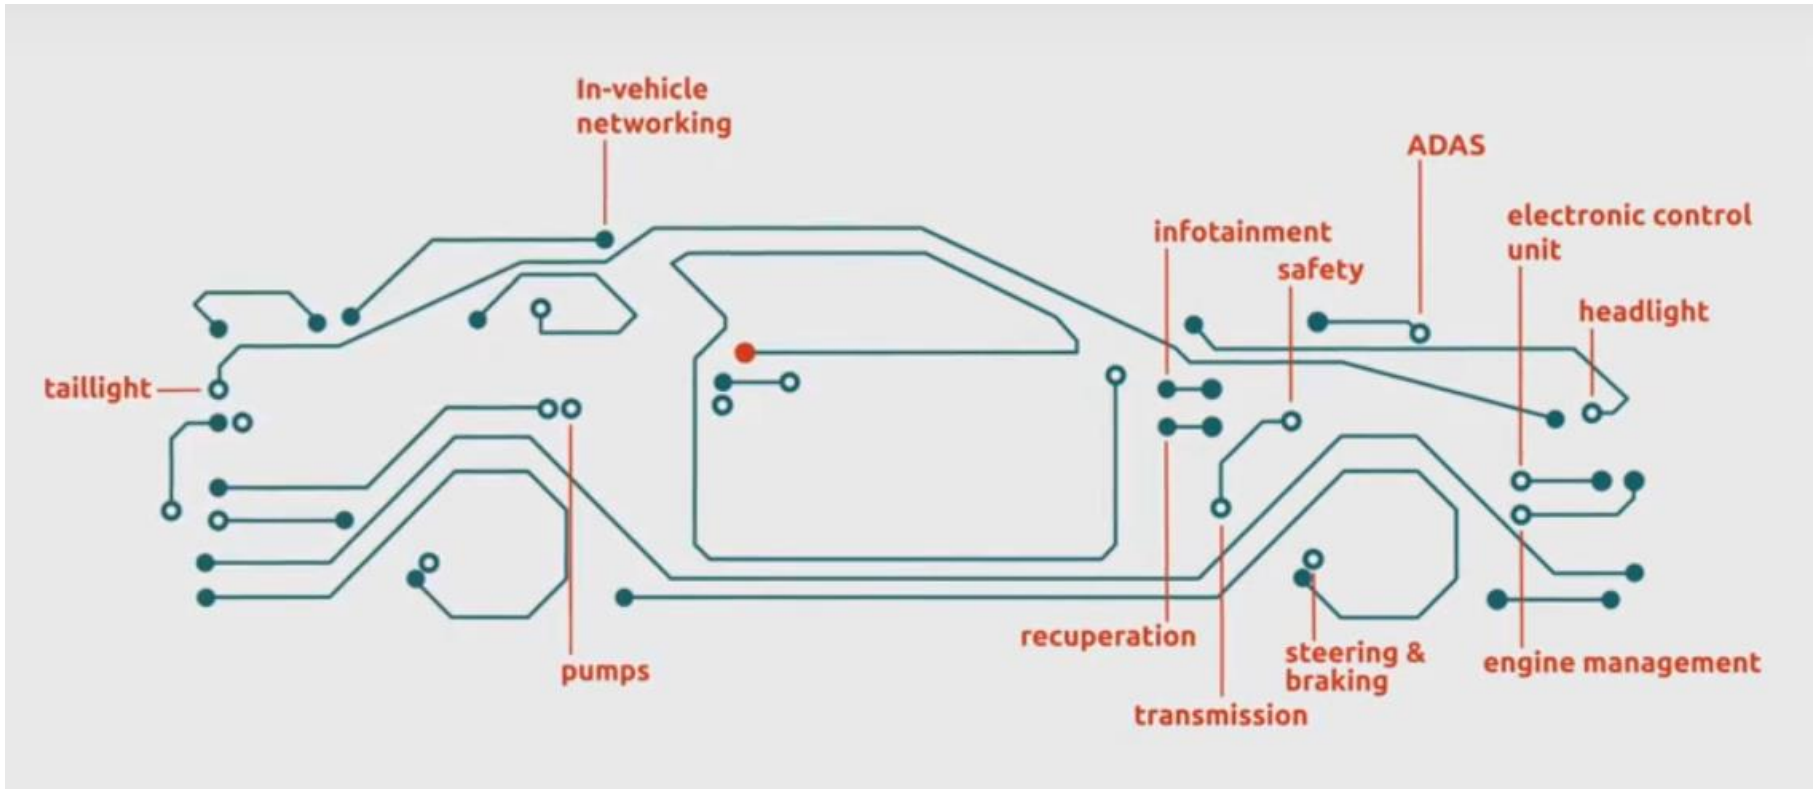 In-vehicle
networking
ADAS
infotainment
electronic control
unit
safety
headlight
taillight
recuperation
steering &
braking
pumps
engine management
transmission